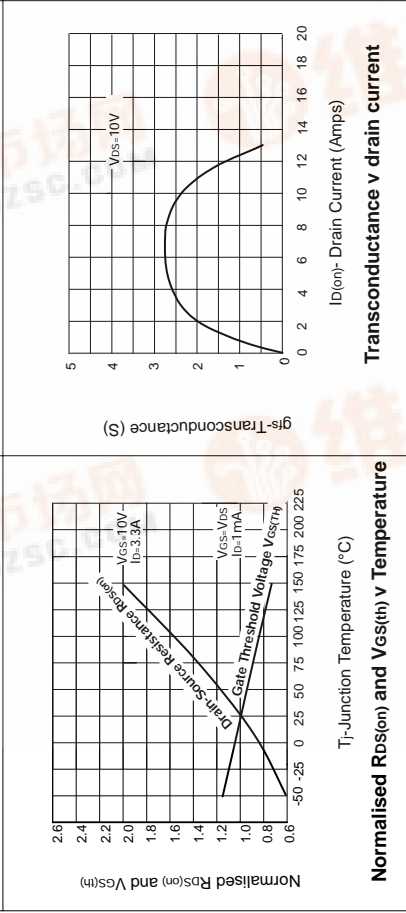 5
4
3
2
1
0
VDS=10V
0 2 4 6 8 10 12 14 16 18 20
ID(on)- Drain Current (Amps)
gfs-Transconductance (S)
Transconductance v drain current
2.6
2.4
2.2
2.0
1.8
1.6
1.4
1.2
1.0
0.8
0.6
VGS=10V
ID=3.3A
Drain-Source Resistance RDS(on)
VGS=VDS
ID=1mA
Gate Threshold Voltage VGS(TH)
-50 -25 0 25 50 75 100 125 150 175 200 225
Tj-Junction Temperature (°C)
Normalised RDS(on) and VGS(th)
Normalised RDS(on) and VGS(th) v Temperature